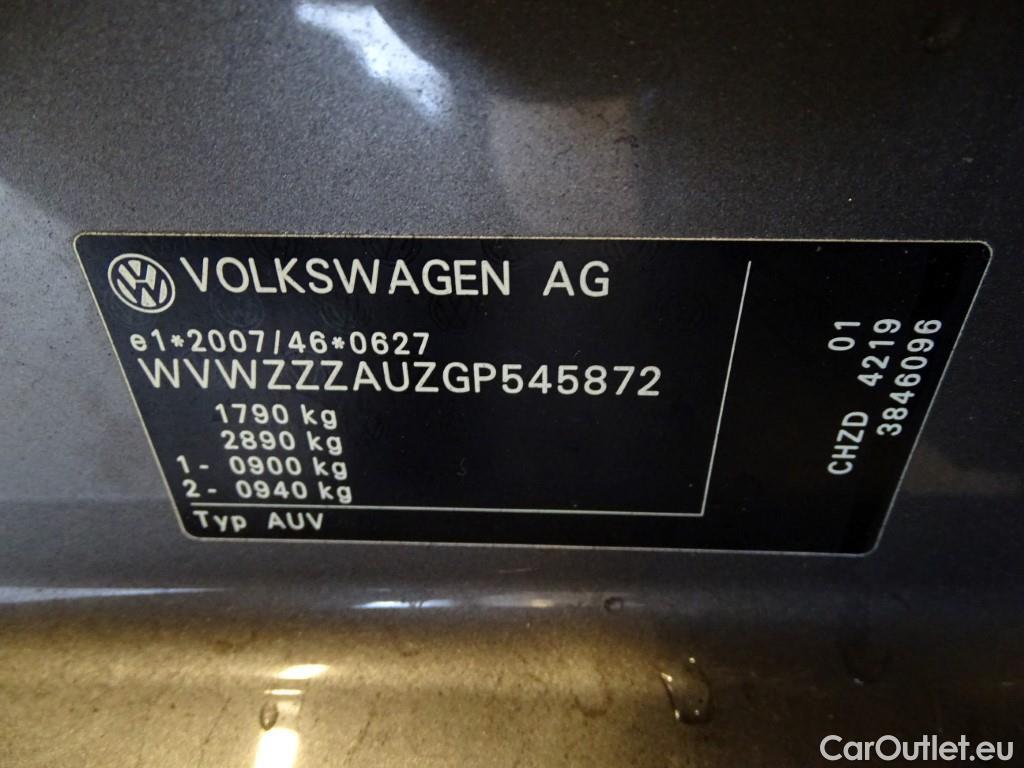 VOLKSWAGEN AG
e1*2007/46*0627
WVWZZZAUZGP545872
1790 kg
2890 kg
1- 0900 kg
2- 0940 kg
Typ AUV
01
CHZD 4219
3846096
CarOutlet.eu